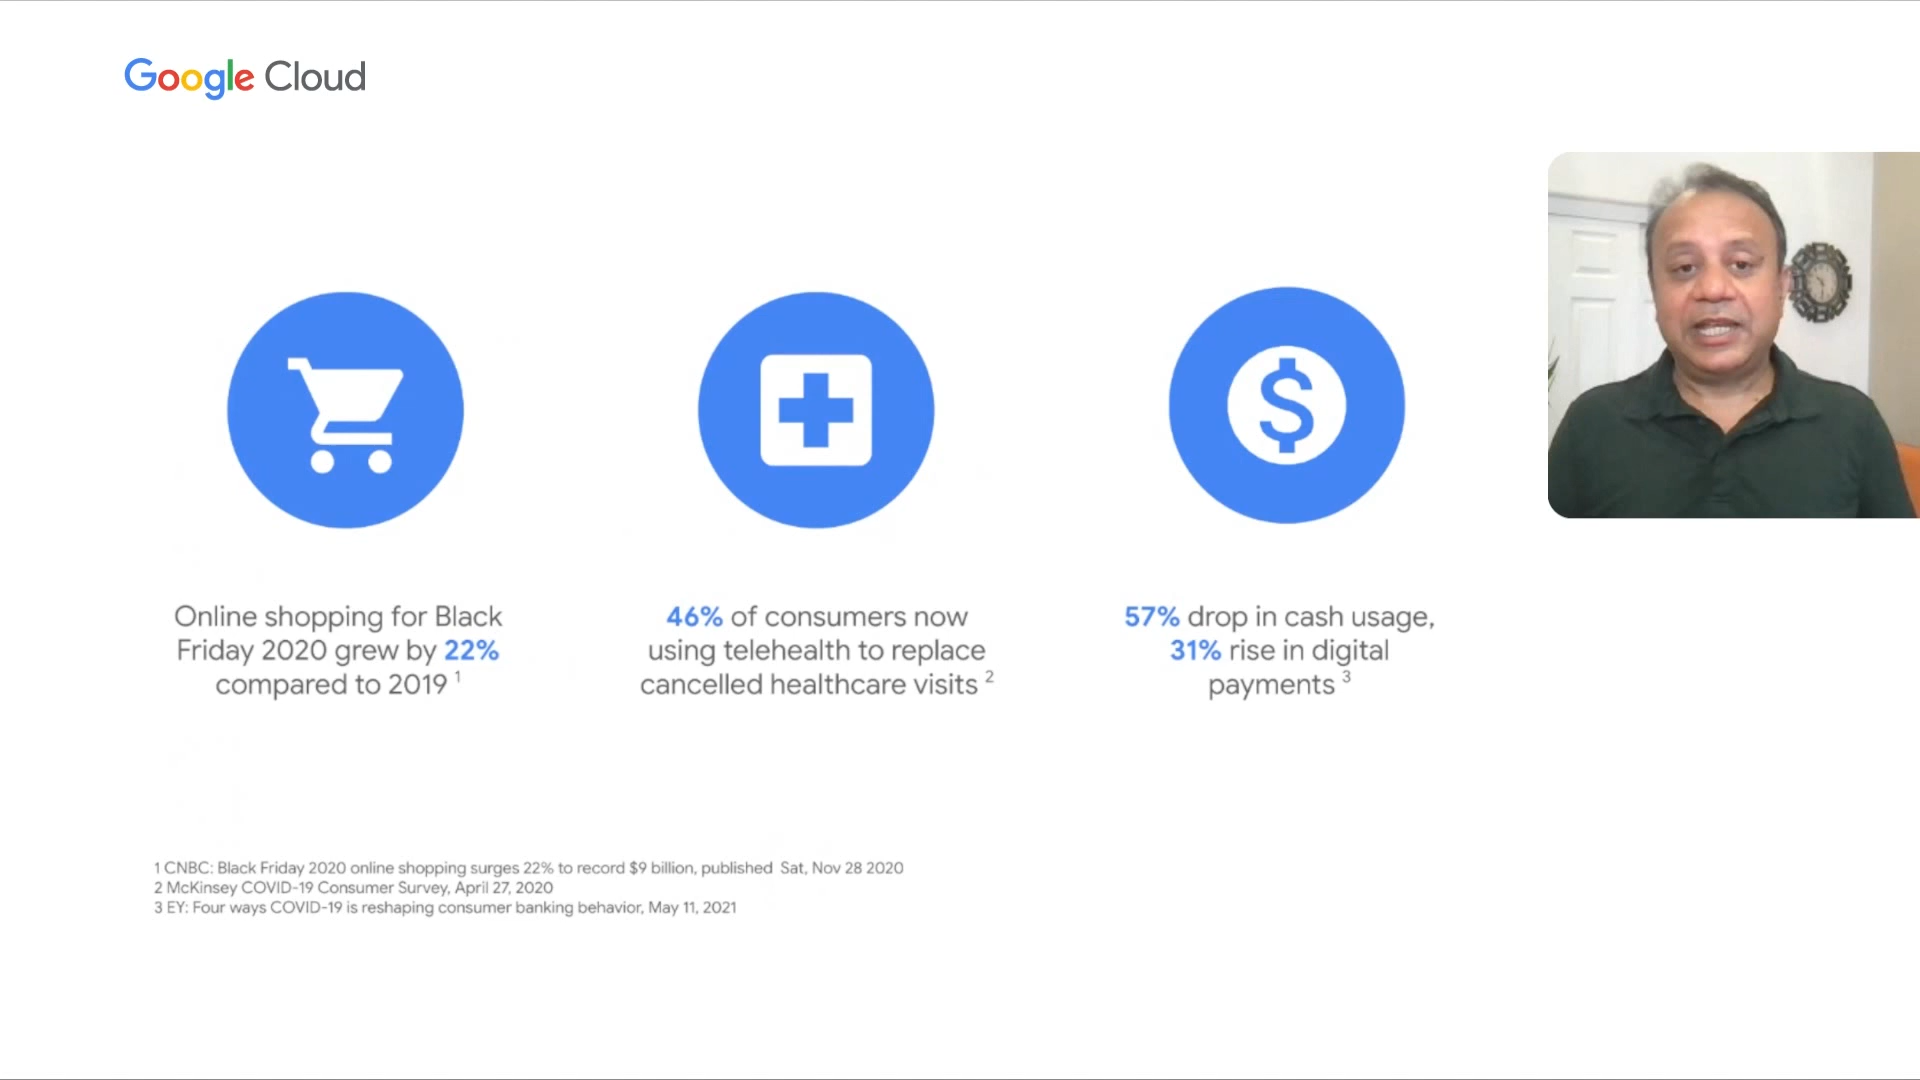 Google Cloud
Online shopping for Black
Friday 2020 grew by 22%
compared to 2019 1
46% of consumers now
using telehealth to replace
cancelled healthcare visits 2
$
57% drop in cash usage,
31% rise in digital
payments 3
1 CNBC: Black Friday 2020 online shopping surges 22% to record $9 billion, published Sat, Nov 28 2020
2 McKinsey COVID-19 Consumer Survey, April 27, 2020
3 EY: Four ways COVID-19 is reshaping consumer banking behavior, May 11, 2021